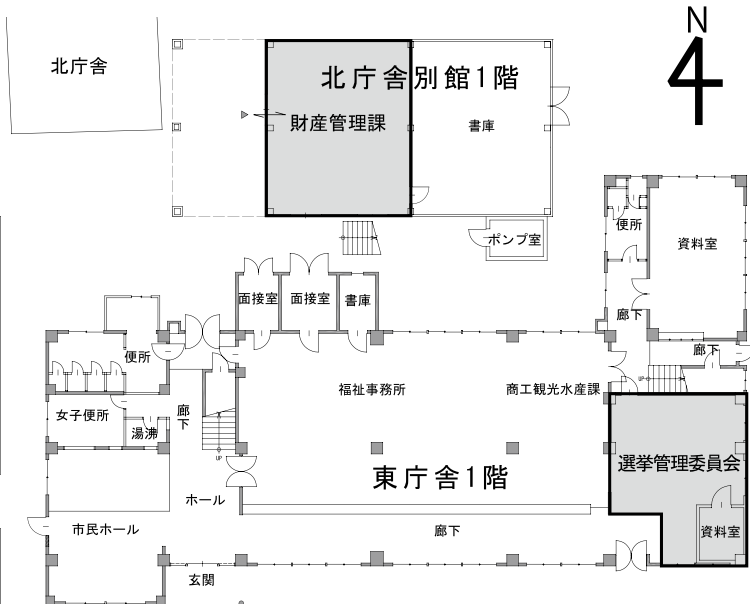 N
北庁舎
北庁舎別館1階
財産管理課
書庫
ポンプ室
便所
資料室
廊下
廊下
面接室
面接室
書庫
便所
福祉事務所
商工観光水産課
UP
女子便所
湯沸
廊下
UP
選挙管理委員会
東庁舎1階
資料室
ホール
市民ホール
廊下
玄関